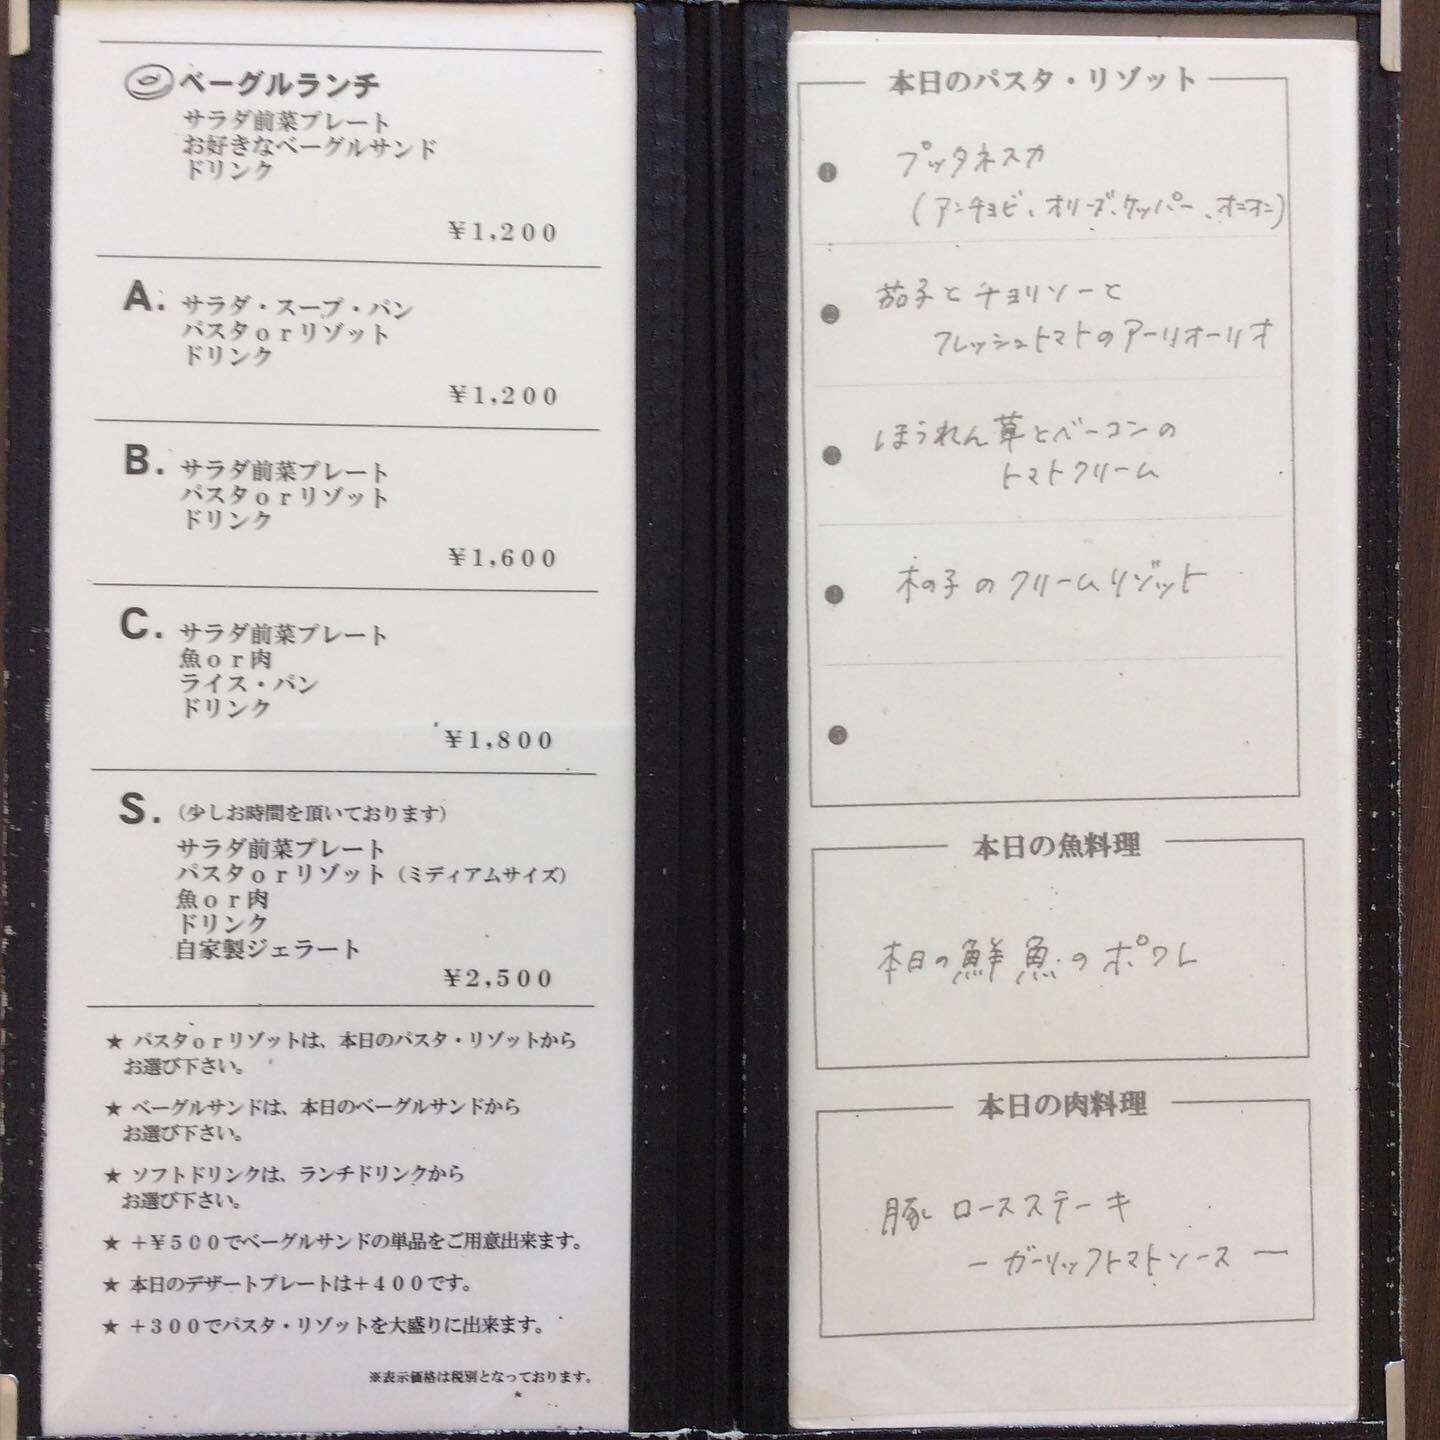 ベーグルランチ
サラダ前菜プレート
お好きなベーグルサンド
ドリンク
¥1,200
A. サラダ・スープ・パン
パスタorリゾット
ドリンク
¥1,200
B. サラダ前菜プレート
パスタorリゾット
ドリンク
¥1,600
C. サラダ前菜プレート
魚or肉
ライス・パン
ドリンク
¥1,800
S. (少しお時間を頂いております)
サラダ前菜プレート
パスタorリゾット(ミディアムサイズ)
魚or肉
ドリンク
自家製ジェラート
¥2,500
★ パスタorリゾットは、本日のパスタ・リゾットから
お選び下さい。
★ ベーグルサンドは、本日のベーグルサンドから
お選び下さい。
★ ソフトドリンクは、ランチドリンクから
お選び下さい。
★ +¥500でベーグルサンドの単品をご用意出来ます。
★ 本日のデザートプレートは+400です。
★ +300でパスタ・リゾットを大盛りに出来ます。
※表示価格は税別となっております。
本日のパスタ・リゾット
❶ プッタネスカ
(アンチョビ、オリーブ、ケッパー、オニオン)
❷ 茄子とチョリソーと
フレッシュトマトのアーリオーリオ
❸ ほうれん草とベーコンの
トマトクリーム
❹ 木の子のクリームリゾット
❺
本日の魚料理
本日の鮮魚のポワレ
本日の肉料理
豚ロースステーキ
ーガーリックトマトソースー